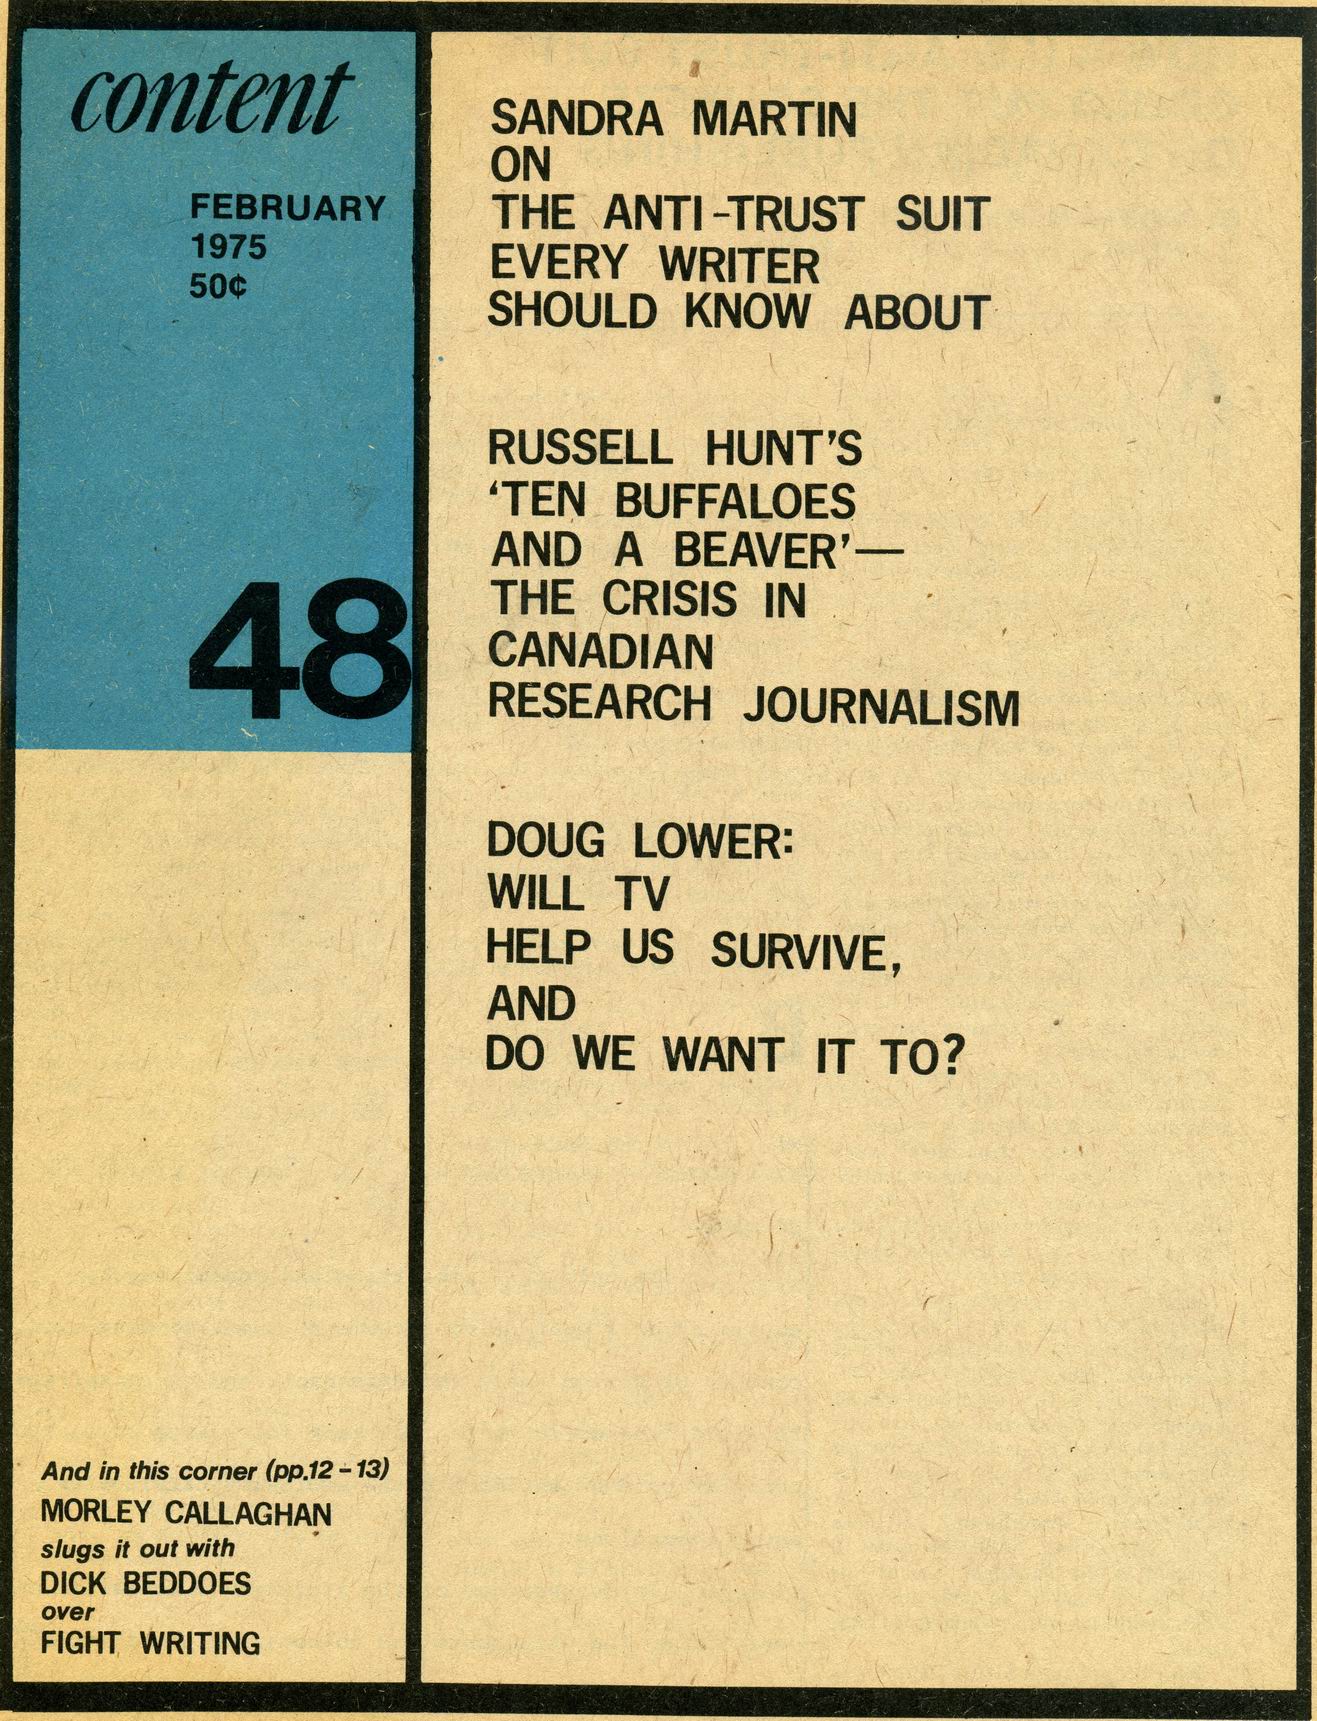 content
FEBRUARY
1975
50¢
48
And in this corner (pp.12-13)
MORLEY CALLAGHAN
slugs it out with
DICK BEDDOES
over
FIGHT WRITING
SANDRA MARTIN
ON
THE ANTI-TRUST SUIT
EVERY WRITER
SHOULD KNOW ABOUT
RUSSELL HUNT'S
'TEN BUFFALOES
AND A BEAVER'—
THE CRISIS IN
CANADIAN
RESEARCH JOURNALISM
DOUG LOWER:
WILL TV
HELP US SURVIVE,
AND
DO WE WANT IT TO?